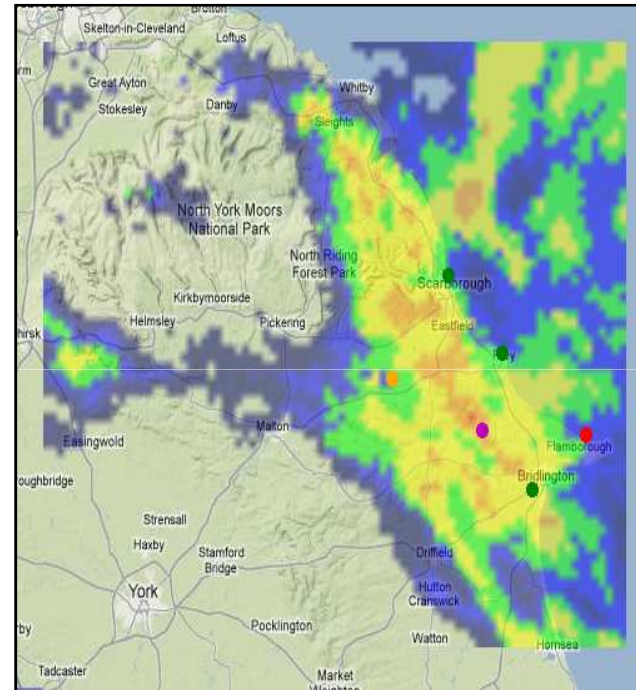 Brotton
Skelton-in-Cleveland
Loftus
Great Ayton
Whitby
Stokesley
Danby
Sleights
North York Moors
National Park
North Riding
Forest Park
Scarborough
Kirkbymoorside
Eastfield
Helmsley
Pickering
hirsk
Filey
Malton
Easingwold
Flamborough
oughbridge
Bridlington
Strensall
Haxby
Stamford
Bridge
Driffield
York
Hutton
Cranswick
Pocklington
Watton
Hornsea
Tadcaster
Market